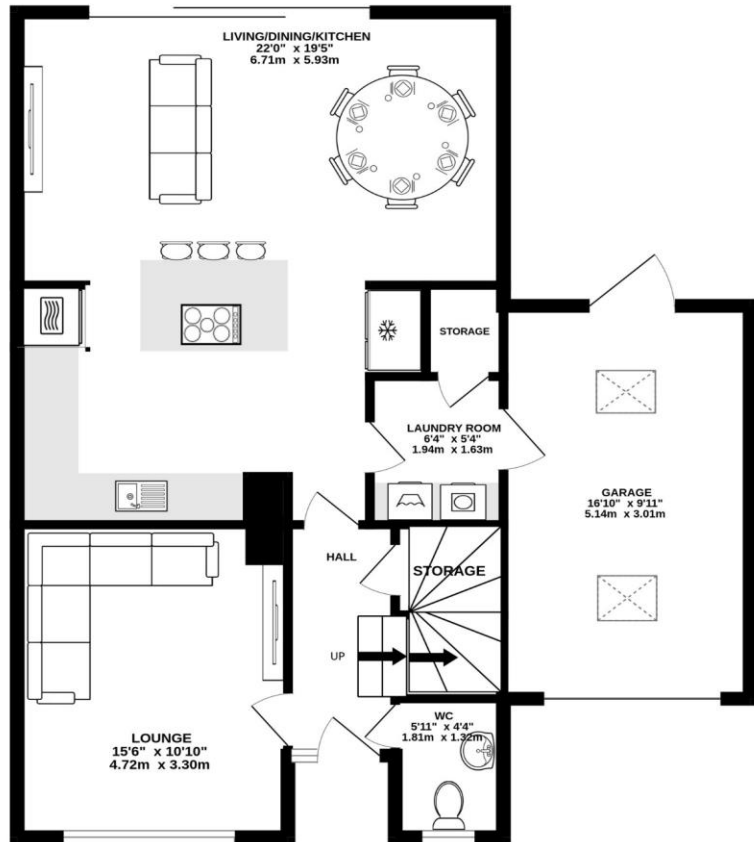 LIVING/DINING/KITCHEN
22'0" x 19'5"
6.71m x 5.93m
STORAGE
LAUNDRY ROOM
6'4" x 5'4"
1.94m x 1.63m
GARAGE
16'10" x 9'11"
5.14m x 3.01m
HALL
STORAGE
UP
WC
5'11" x 4'4"
1.81m x 1.32m
LOUNGE
15'6" x 10'10"
4.72m x 3.30m